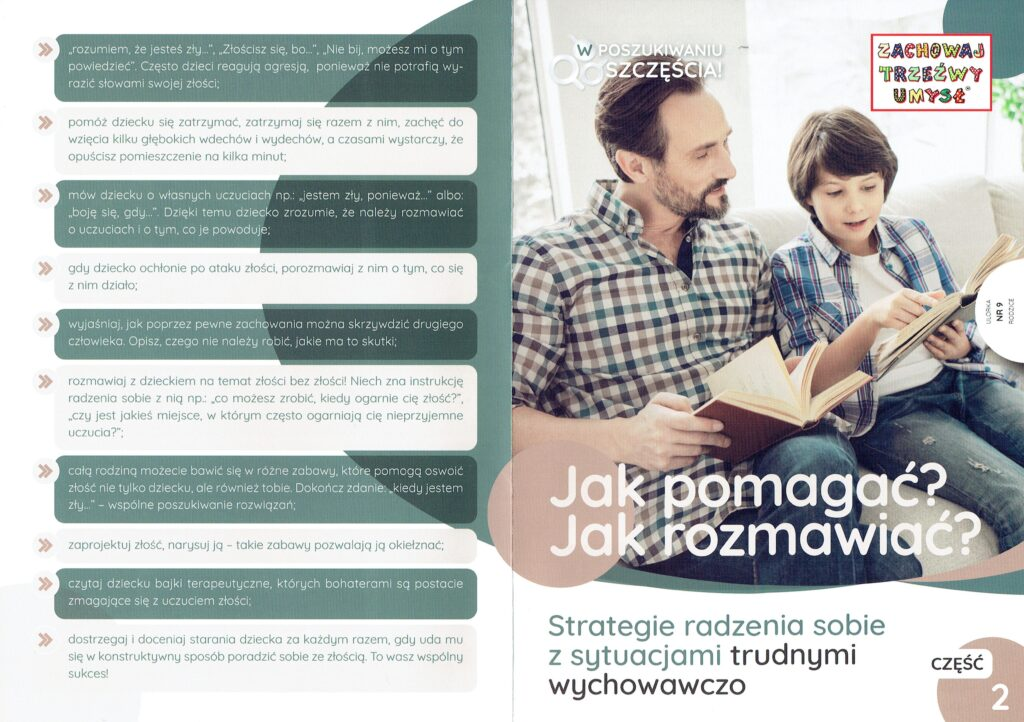 „rozumiem, że jesteś zły...”, „Złościsz się, bo...”, „Nie bij, możesz mi o tym
powiedzieć”. Często dzieci reagują agresją, ponieważ nie potrafią wy-
razić słowami swojej złości;
pomóż dziecku się zatrzymać, zatrzymaj się razem z nim, zachęć do
wzięcia kilku głębokich wdechów i wydechów, a czasami wystarczy, że
opuścisz pomieszczenie na kilka minut;
mów dziecku o własnych uczuciach np.: „jestem zły, ponieważ...” albo:
„boję się, gdy...”. Dzięki temu dziecko zrozumie, że należy rozmawiać
o uczuciach i o tym, co je powoduje;
gdy dziecko ochłonie po ataku złości, porozmawiaj z nim o tym, co się
z nim działo;
wyjaśniaj, jak poprzez pewne zachowania można skrzywdzić drugiego
człowieka. Opisz, czego nie należy robić, jakie ma to skutki;
rozmawiaj z dzieckiem na temat złości bez złości! Niech zna instrukcję
radzenia sobie z nią np.: „co możesz zrobić, kiedy ogarnie cię złość?”,
„czy jest jakieś miejsce, w którym często ogarniają cię nieprzyjemne
uczucia?”;
całą rodziną możecie bawić się w różne zabawy, które pomogą oswoić
złość nie tylko dziecku, ale również tobie. Dokończ zdanie: „kiedy jestem
zły...” – wspólne poszukiwanie rozwiązań;
zaprojektuj złość, narysuj ją – takie zabawy pozwalają ją okiełznać;
czytaj dziecku bajki terapeutyczne, których bohaterami są postacie
zmagające się z uczuciem złości;
dostrzegaj i doceniaj starania dziecka za każdym razem, gdy uda mu
się w konstruktywny sposób poradzić sobie ze złością. To wasz wspólny
sukces!
W POSZUKIWANIU
SZCZĘŚCIA!
ZACHOWAJ
TRZEŹWY
UMYSŁ®
ULOTKA
NR 9
RODZICE
Jak pomagać?
Jak rozmawiać?
Strategie radzenia sobie
z sytuacjami trudnymi
wychowawczo
CZĘŚĆ
2